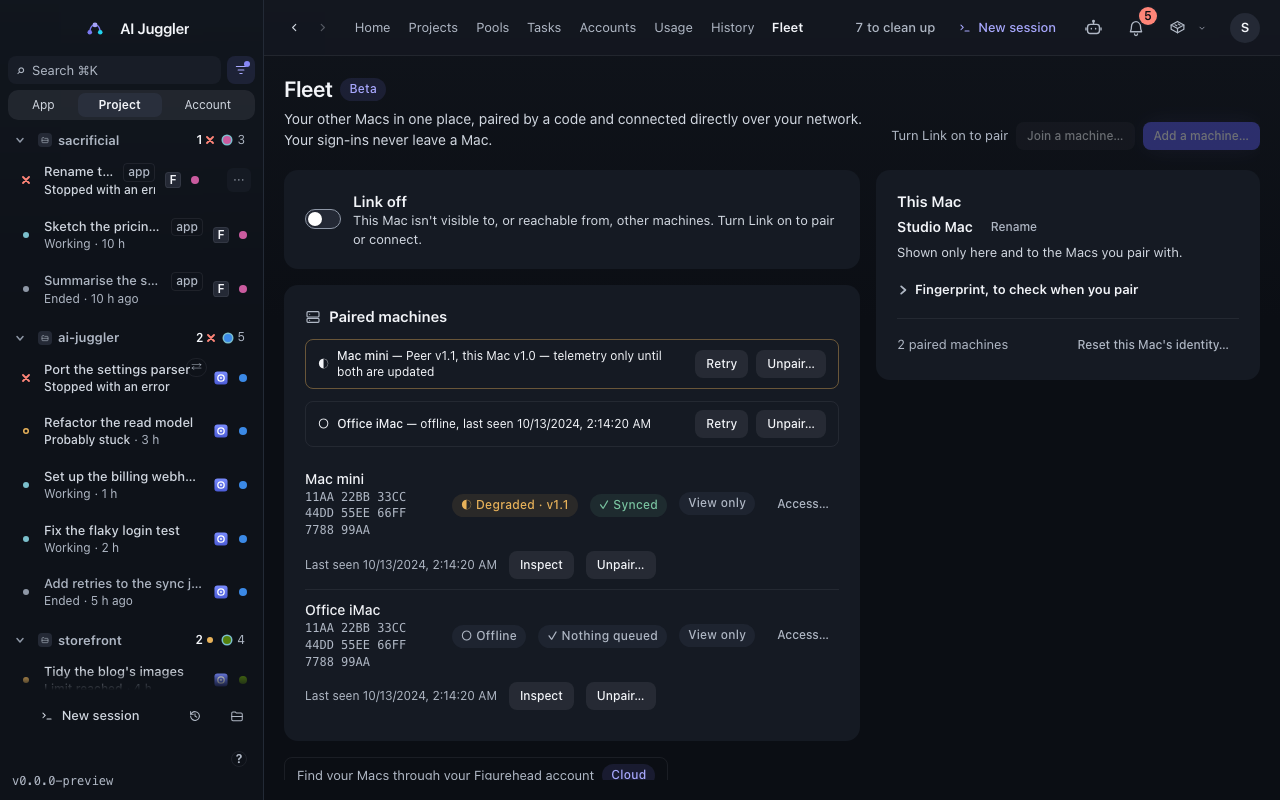 AI Juggler
Search ⌘K
App Project Account
sacrificial 1 3
Rename t... app F
Stopped with an err
Sketch the pricin... app F
Working · 10 h
Summarise the s... app F
Ended · 10 h ago
ai-juggler 2 5
Port the settings parser
Stopped with an error
Refactor the read model
Probably stuck · 3 h
Set up the billing webh...
Working · 1 h
Fix the flaky login test
Working · 2 h
Add retries to the sync j...
Ended · 5 h ago
storefront 2 4
Tidy the blog's images
New session
?
v0.0.0-preview
Home Projects Pools Tasks Accounts Usage History Fleet 7 to clean up New session 5 S
Fleet Beta
Your other Macs in one place, paired by a code and connected directly over your network.
Your sign-ins never leave a Mac.
Turn Link on to pair Join a machine... Add a machine...
Link off
This Mac isn't visible to, or reachable from, other machines. Turn Link on to pair
or connect.
Paired machines
Mac mini — Peer v1.1, this Mac v1.0 — telemetry only until
both are updated
Retry Unpair...
Office iMac — offline, last seen 10/13/2024, 2:14:20 AM Retry Unpair...
Mac mini
11AA 22BB 33CC
44DD 55EE 66FF
7788 99AA
Degraded · v1.1 ✓ Synced View only Access...
Last seen 10/13/2024, 2:14:20 AM Inspect Unpair...
Office iMac
11AA 22BB 33CC
44DD 55EE 66FF
7788 99AA
Offline ✓ Nothing queued View only Access...
Last seen 10/13/2024, 2:14:20 AM Inspect Unpair...
Find your Macs through your Figurehead account Cloud
This Mac
Studio Mac Rename
Shown only here and to the Macs you pair with.
Fingerprint, to check when you pair
2 paired machines Reset this Mac's identity...